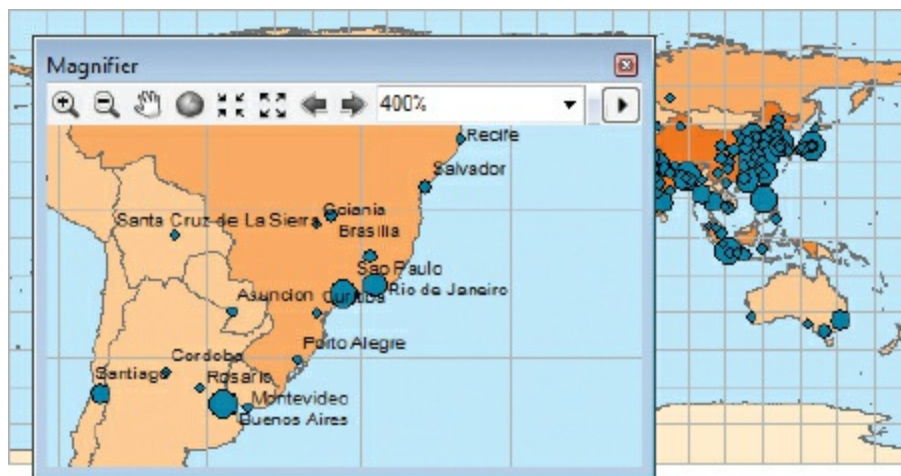 Magnifier
400%
Recife
Salvador
Goiania
Santa Cruz de La Sierra
Brasilia
Sao Paulo
Asuncion Curitiba Rio de Janeiro
Porto Alegre
Cordoba
Santiago Rosario
Montevideo
Buenos Aires